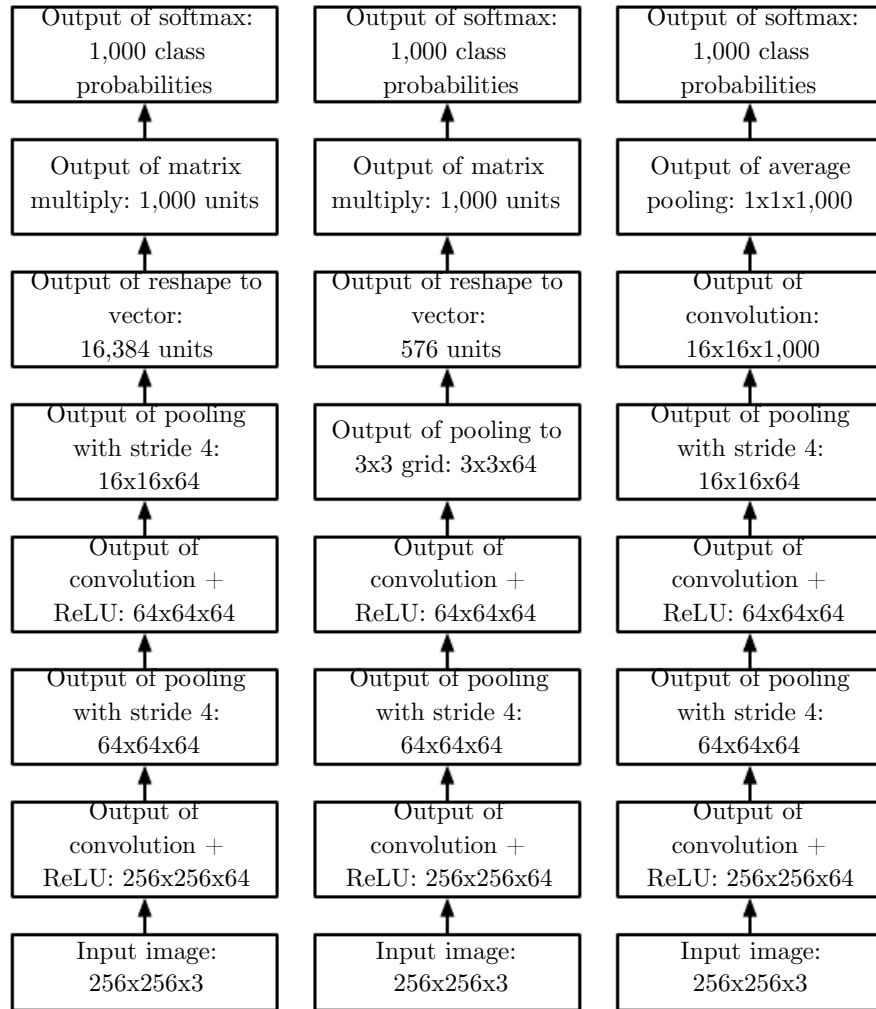 Output of softmax:
1,000 class
probabilities
Output of matrix
multiply: 1,000 units
Output of reshape to
vector:
16,384 units
Output of pooling
with stride 4:
16x16x64
Output of
convolution +
ReLU: 64x64x64
Output of pooling
with stride 4:
64x64x64
Output of
convolution +
ReLU: 256x256x64
Input image:
256x256x3
Output of softmax:
1,000 class
probabilities
Output of matrix
multiply: 1,000 units
Output of reshape to
vector:
576 units
Output of pooling to
3x3 grid: 3x3x64
Output of
convolution +
ReLU: 64x64x64
Output of pooling
with stride 4:
64x64x64
Output of
convolution +
ReLU: 256x256x64
Input image:
256x256x3
Output of softmax:
1,000 class
probabilities
Output of average
pooling: 1x1x1,000
Output of
convolution:
16x16x1,000
Output of pooling
with stride 4:
16x16x64
Output of
convolution +
ReLU: 64x64x64
Output of pooling
with stride 4:
64x64x64
Output of
convolution +
ReLU: 256x256x64
Input image:
256x256x3